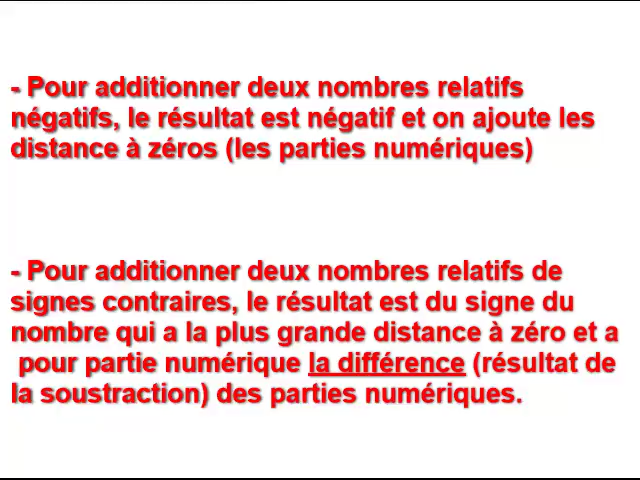 - Pour additionner deux nombres relatifs
négatifs, le résultat est négatif et on ajoute les
distance à zéros (les parties numériques)
- Pour additionner deux nombres relatifs de
signes contraires, le résultat est du signe du
nombre qui a la plus grande distance à zéro et a
pour partie numérique la différence (résultat de
la soustraction) des parties numériques.